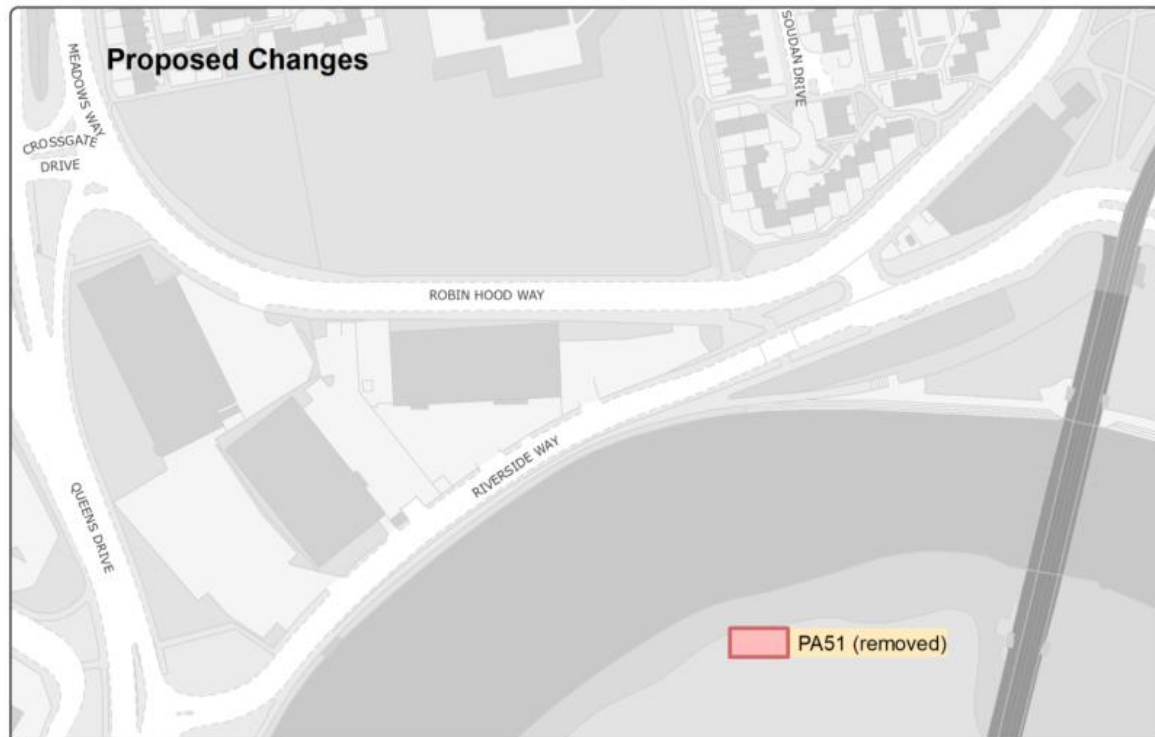 Proposed Changes
MEADOWS WAY
CROSSGATE
DRIVE
SOUDAN DRIVE
ROBIN HOOD WAY
RIVERSIDE WAY
QUEENS DRIVE
PA51 (removed)